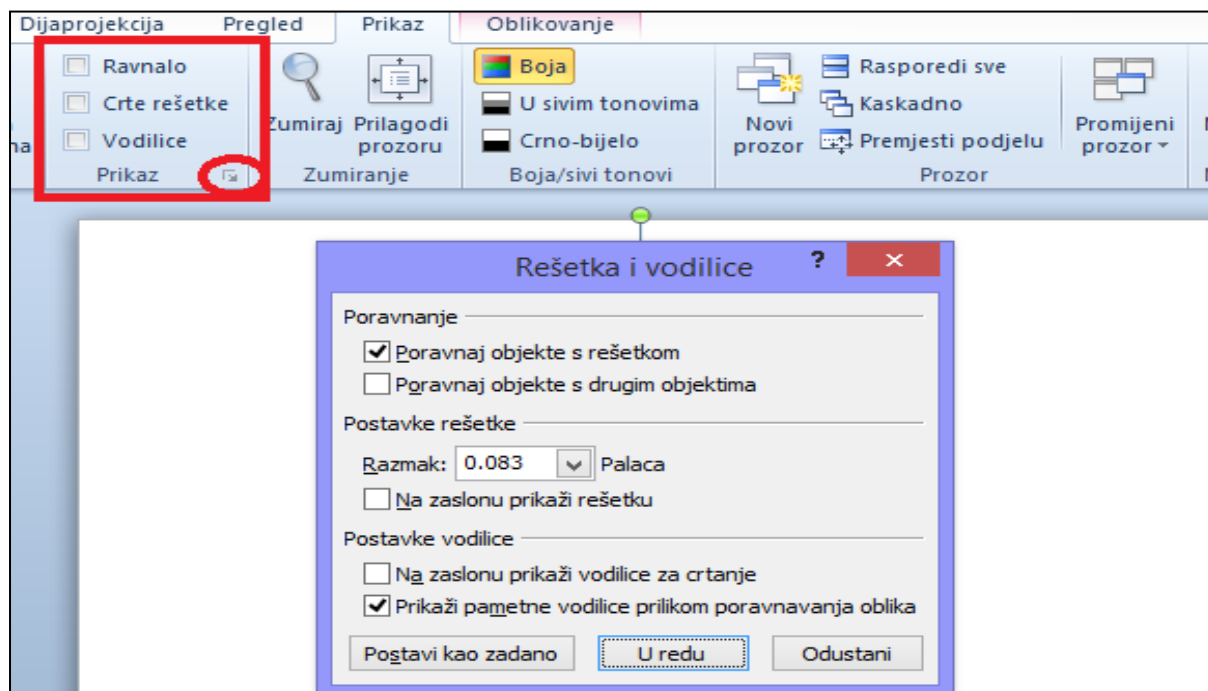 Dijaprojekcija Pregled Prikaz Oblikovanje
Ravnalo
Crte rešetke
Vodilice
Prikaz
Zumiraj
Prilagodi
prozoru
Zumiranje
Boja
U sivim tonovima
Crno-bijelo
Boja/sivi tonovi
Novi
prozor
Rasporedi sve
Kaskadno
Premjesti podjelu
Promijeni
prozor
Prozor
Rešetka i vodilice ?
Poravnanje
Poravnaj objekte s rešetkom
Poravnaj objekte s drugim objektima
Postavke rešetke
Razmak: 0.083 Palaca
Na zaslonu prikaži rešetku
Postavke vodilice
Na zaslonu prikaži vodilice za crtanje
Prikaži pametne vodilice prilikom poravnavanja oblika
Postavi kao zadano U redu Odustani